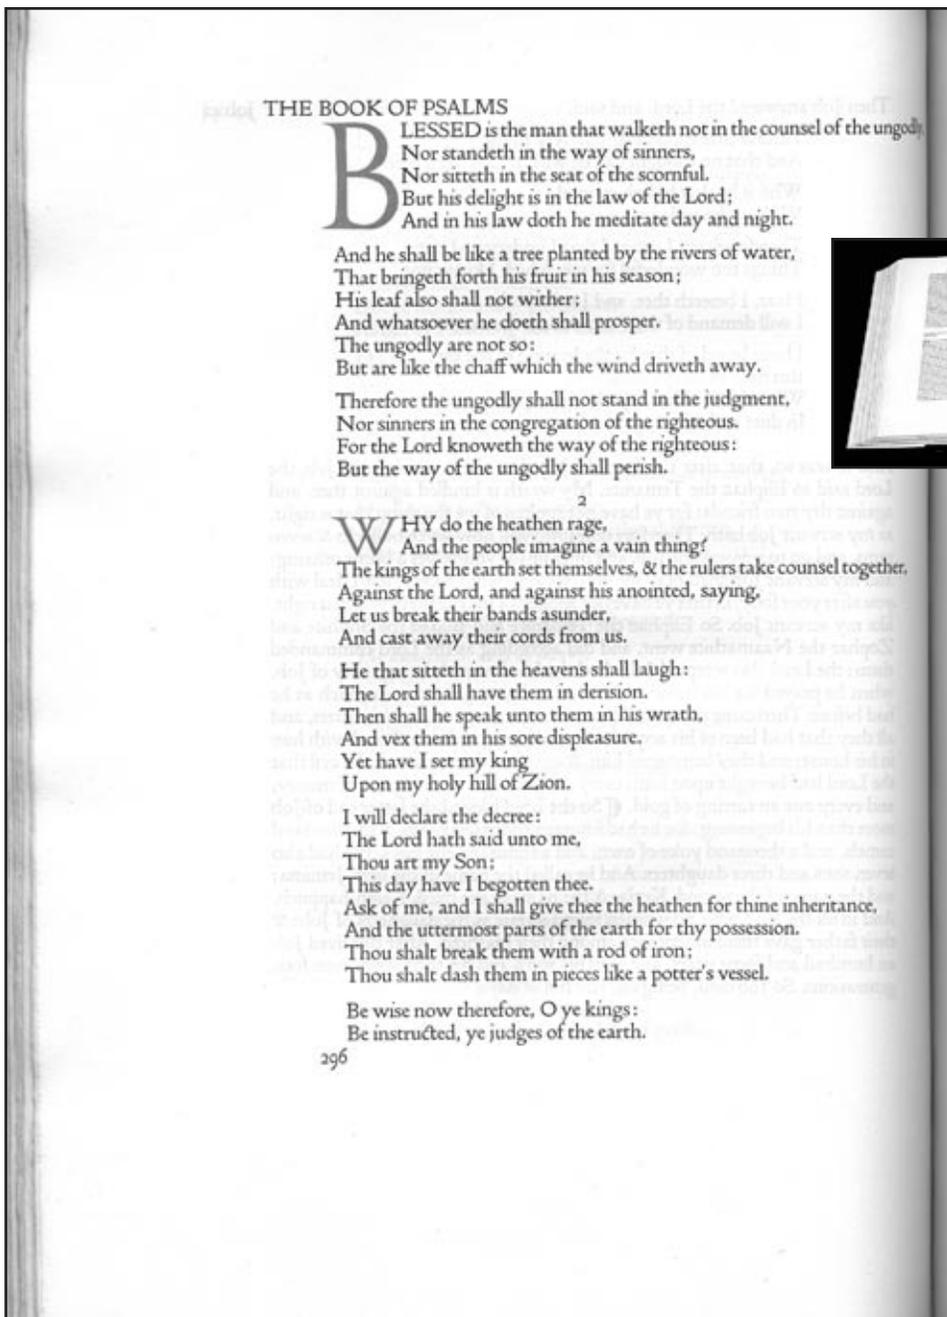 THE BOOK OF PSALMS
BLESSED is the man that walketh not in the counsel of the ungodly,
Nor standeth in the way of sinners,
Nor sitteth in the seat of the scornful.
But his delight is in the law of the Lord;
And in his law doth he meditate day and night.
And he shall be like a tree planted by the rivers of water,
That bringeth forth his fruit in his season;
His leaf also shall not wither;
And whatsoever he doeth shall prosper.
The ungodly are not so:
But are like the chaff which the wind driveth away.
Therefore the ungodly shall not stand in the judgment,
Nor sinners in the congregation of the righteous.
For the Lord knoweth the way of the righteous:
But the way of the ungodly shall perish.
2
WHY do the heathen rage,
And the people imagine a vain thing?
The kings of the earth set themselves, & the rulers take counsel together,
Against the Lord, and against his anointed, saying,
Let us break their bands asunder,
And cast away their cords from us.
He that sitteth in the heavens shall laugh:
The Lord shall have them in derision.
Then shall he speak unto them in his wrath,
And vex them in his sore displeasure.
Yet have I set my king
Upon my holy hill of Zion.
I will declare the decree:
The Lord hath said unto me,
Thou art my Son;
This day have I begotten thee.
Ask of me, and I shall give thee the heathen for thine inheritance,
And the uttermost parts of the earth for thy possession.
Thou shalt break them with a rod of iron;
Thou shalt dash them in pieces like a potter's vessel.
Be wise now therefore, O ye kings:
Be instructed, ye judges of the earth.
296